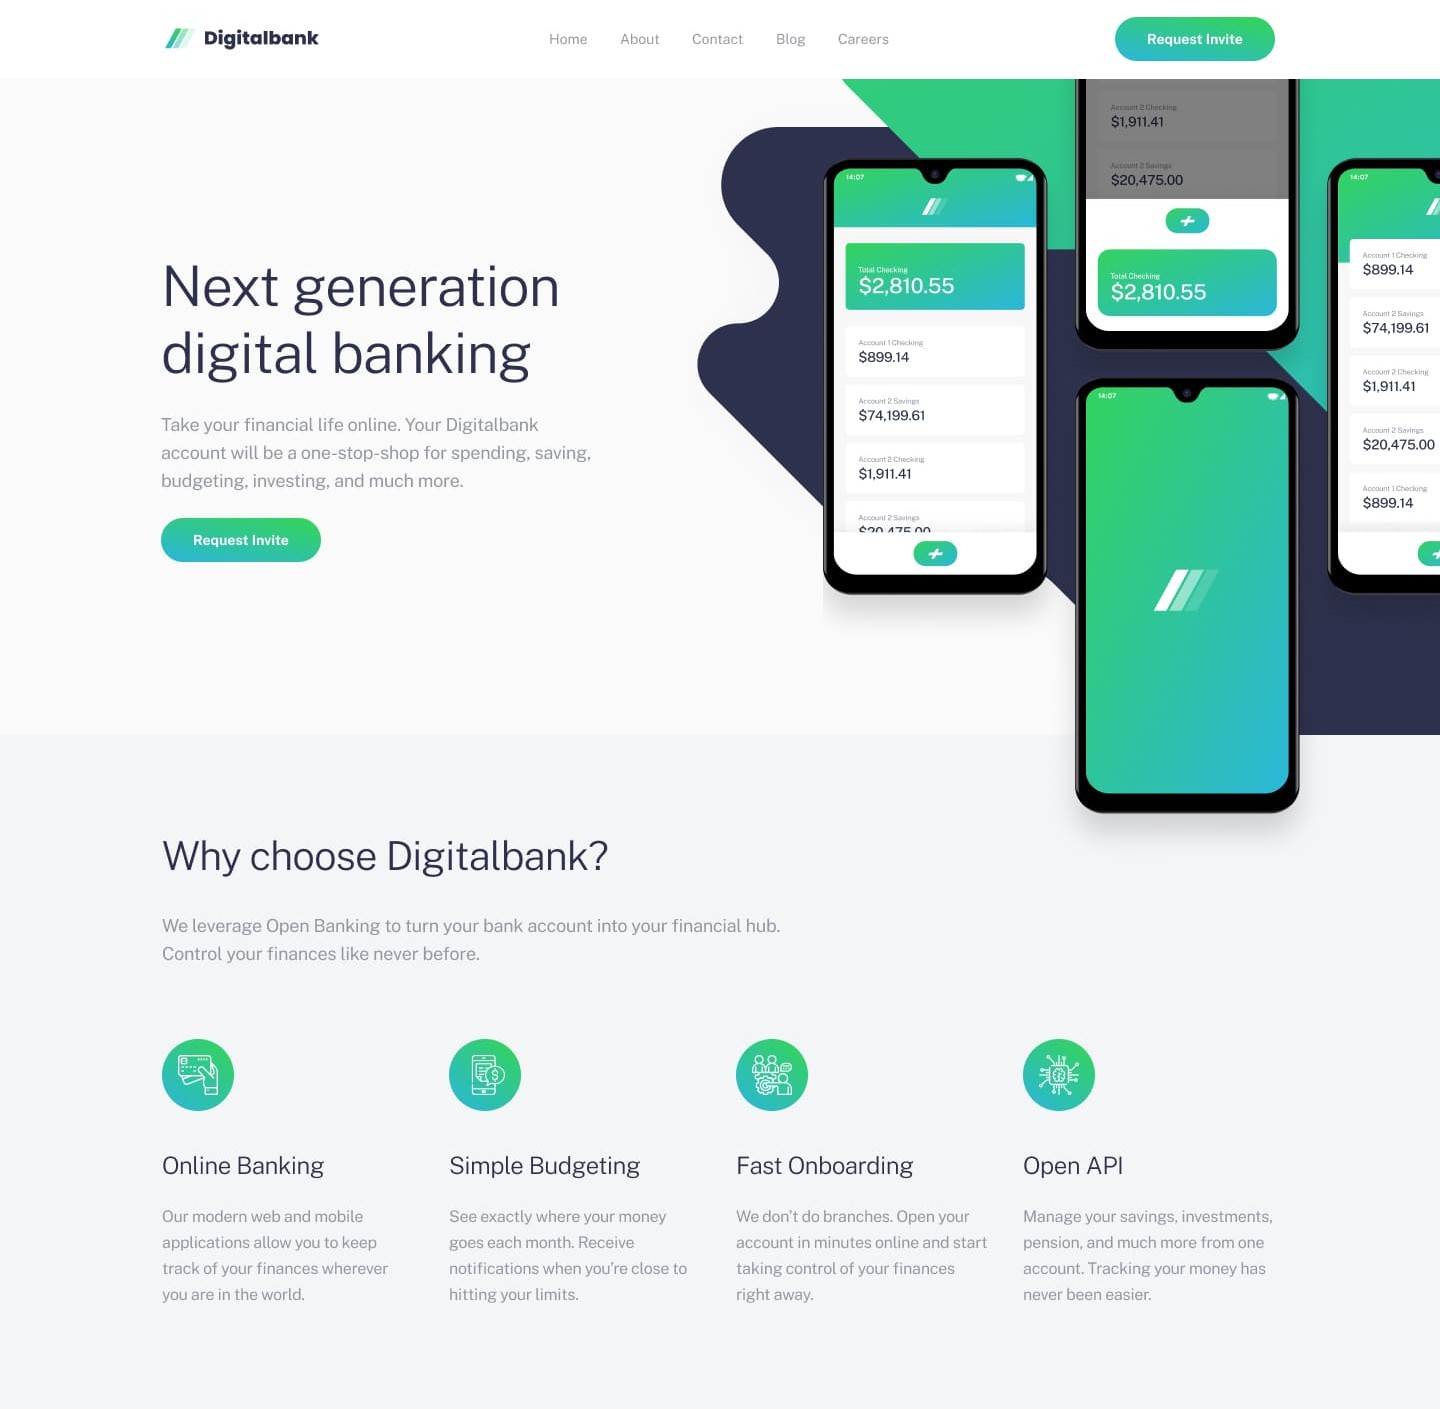 Digitalbank
Home
About
Contact
Blog
Careers
Request Invite
Next generation
digital banking
Take your financial life online. Your Digitalbank
account will be a one-stop-shop for spending, saving,
budgeting, investing, and much more.
Request Invite
14:07
Total Checking
$2,810.55
Account 1 Checking
$899.14
Account 2 Savings
$74,199.61
Account 2 Checking
$1,911.41
Account 2 Savings
$20,475.00
Account 2 Checking
$1,911.41
Account 2 Savings
$20,475.00
Total Checking
$2,810.55
14:07
14:07
Account 1 Checking
$899.14
Account 2 Savings
$74,199.61
Account 2 Checking
$1,911.41
Account 2 Savings
$20,475.00
Account 1 Checking
$899.14
Why choose Digitalbank?
We leverage Open Banking to turn your bank account into your financial hub.
Control your finances like never before.
Online Banking
Our modern web and mobile
applications allow you to keep
track of your finances wherever
you are in the world.
Simple Budgeting
See exactly where your money
goes each month. Receive
notifications when you're close to
hitting your limits.
Fast Onboarding
We don't do branches. Open your
account in minutes online and start
taking control of your finances
right away.
Open API
Manage your savings, investments,
pension, and much more from one
account. Tracking your money has
never been easier.